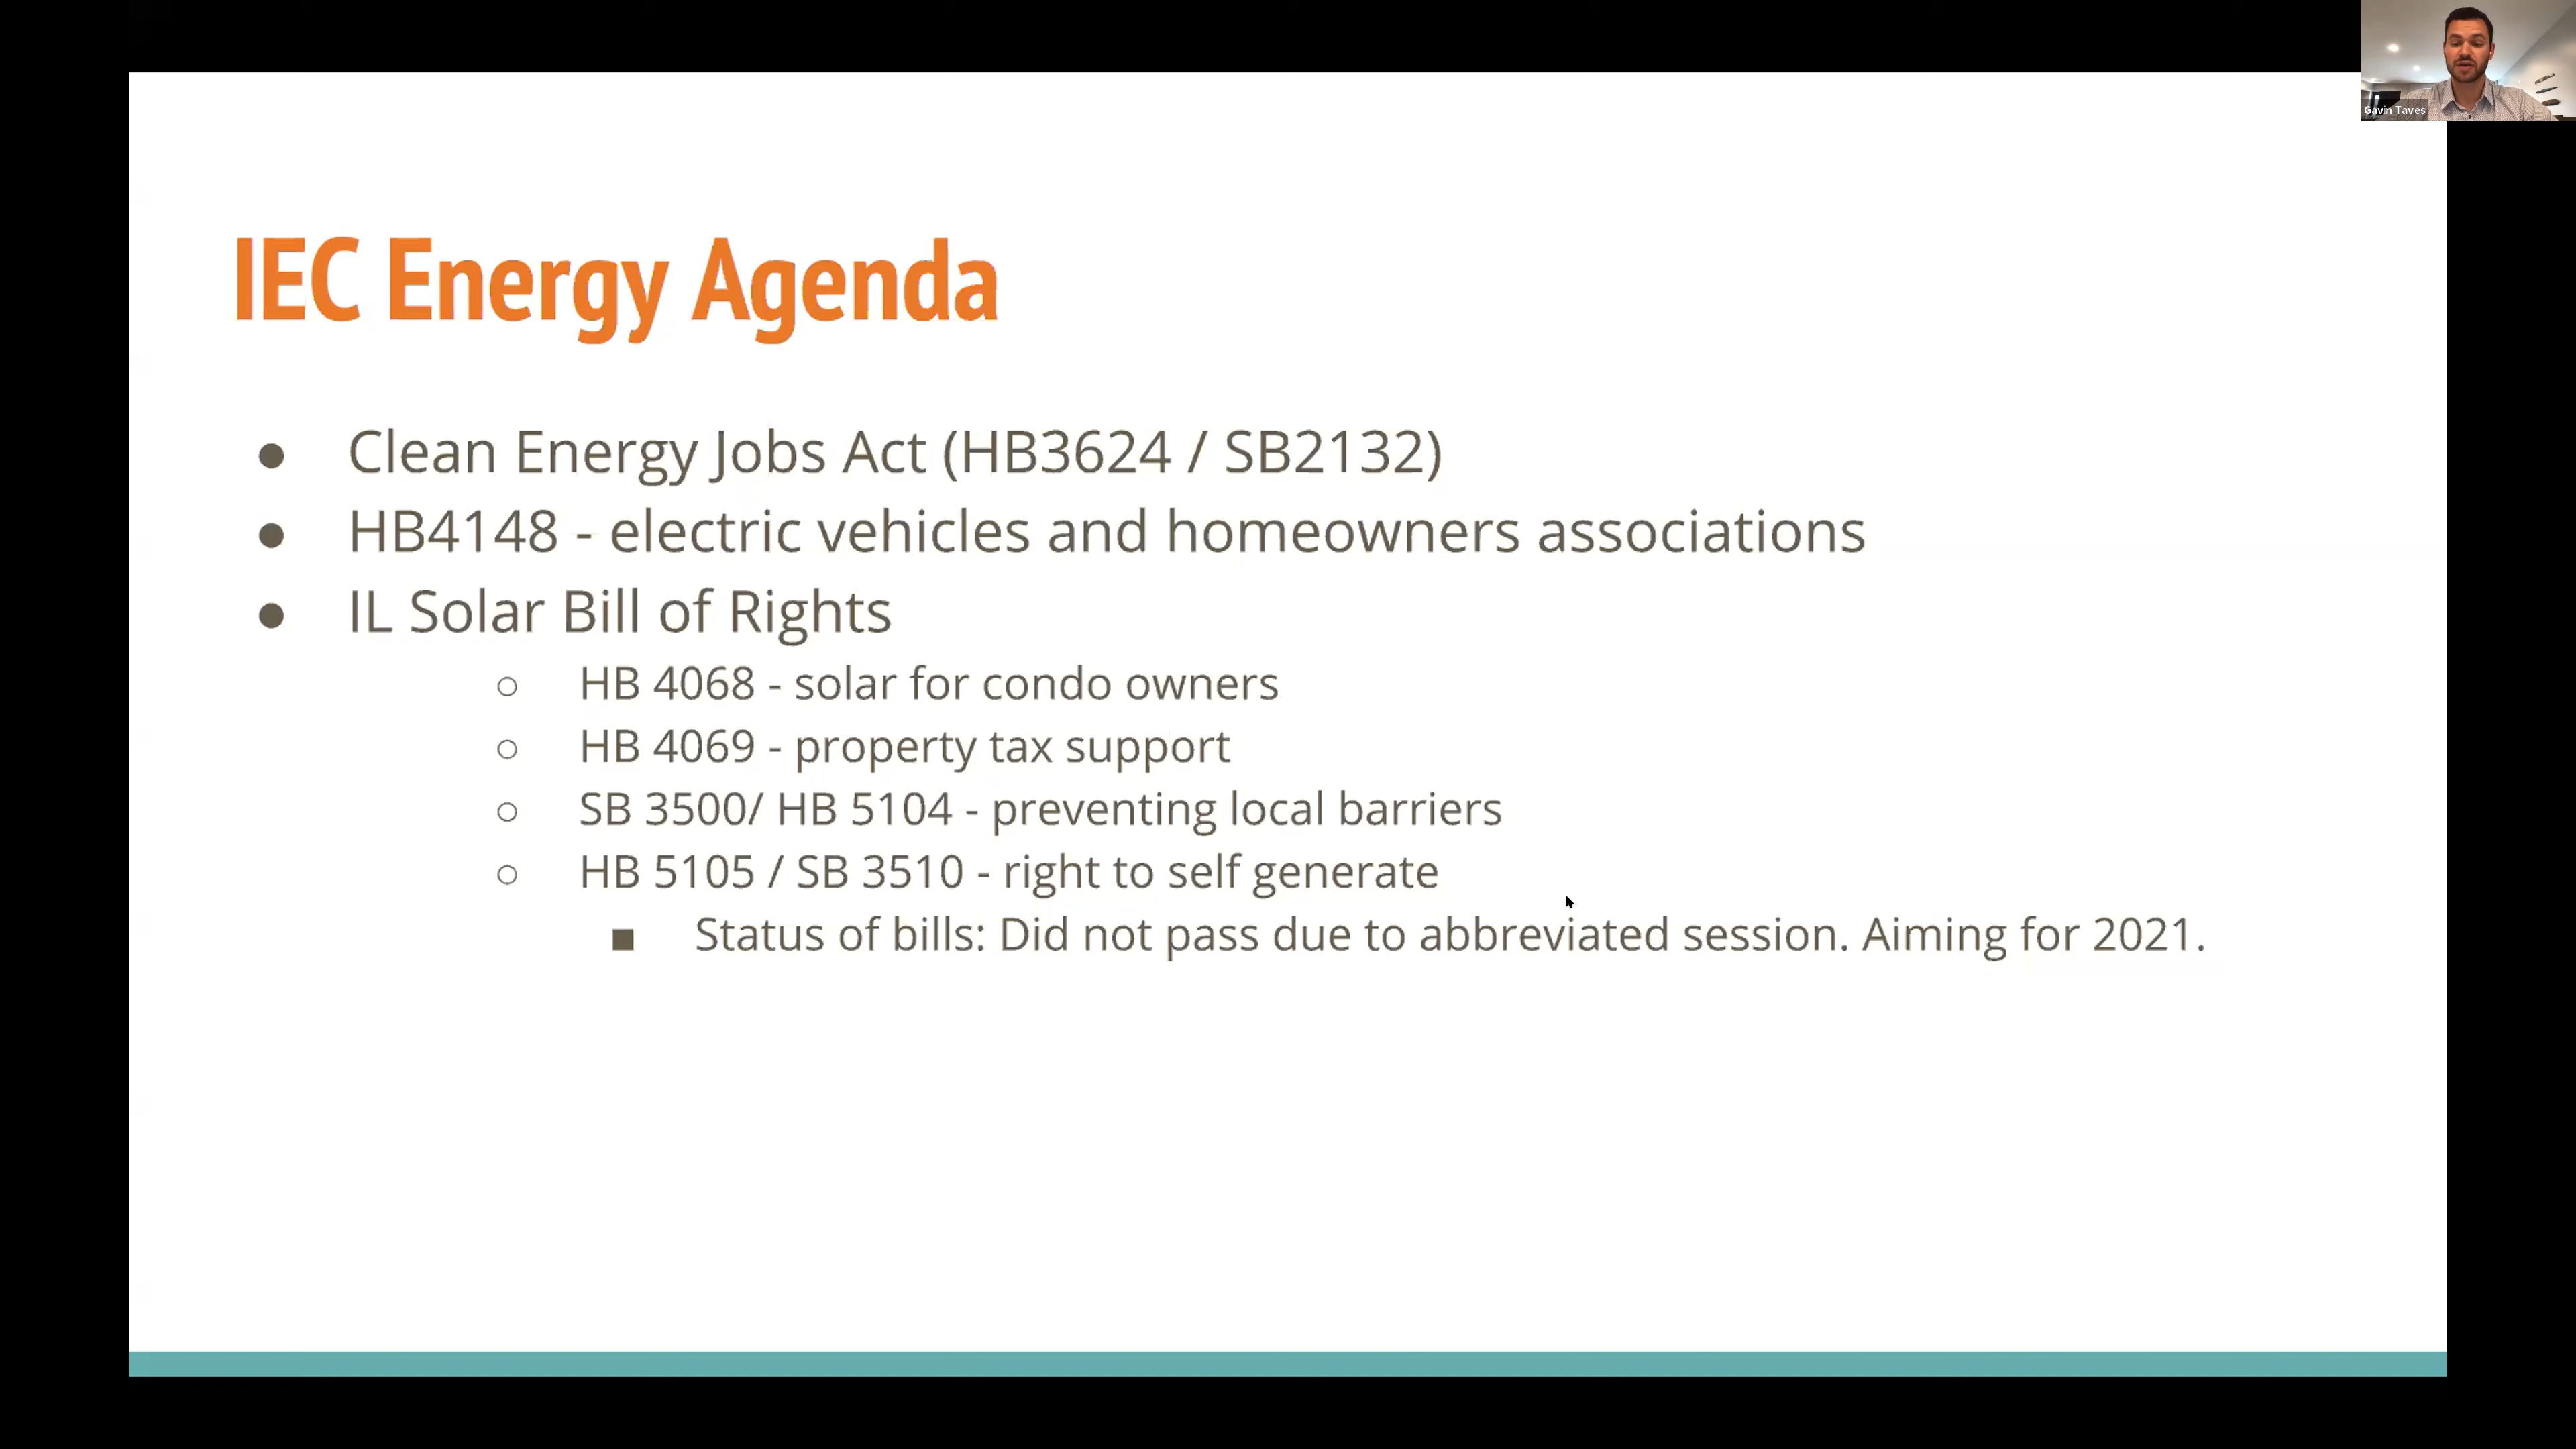 Gavin Taves
IEC Energy Agenda
● Clean Energy Jobs Act (HB3624 / SB2132)
● HB4148 - electric vehicles and homeowners associations
● IL Solar Bill of Rights
○ HB 4068 - solar for condo owners
○ HB 4069 - property tax support
○ SB 3500/ HB 5104 - preventing local barriers
○ HB 5105 / SB 3510 - right to self generate
■ Status of bills: Did not pass due to abbreviated session. Aiming for 2021.